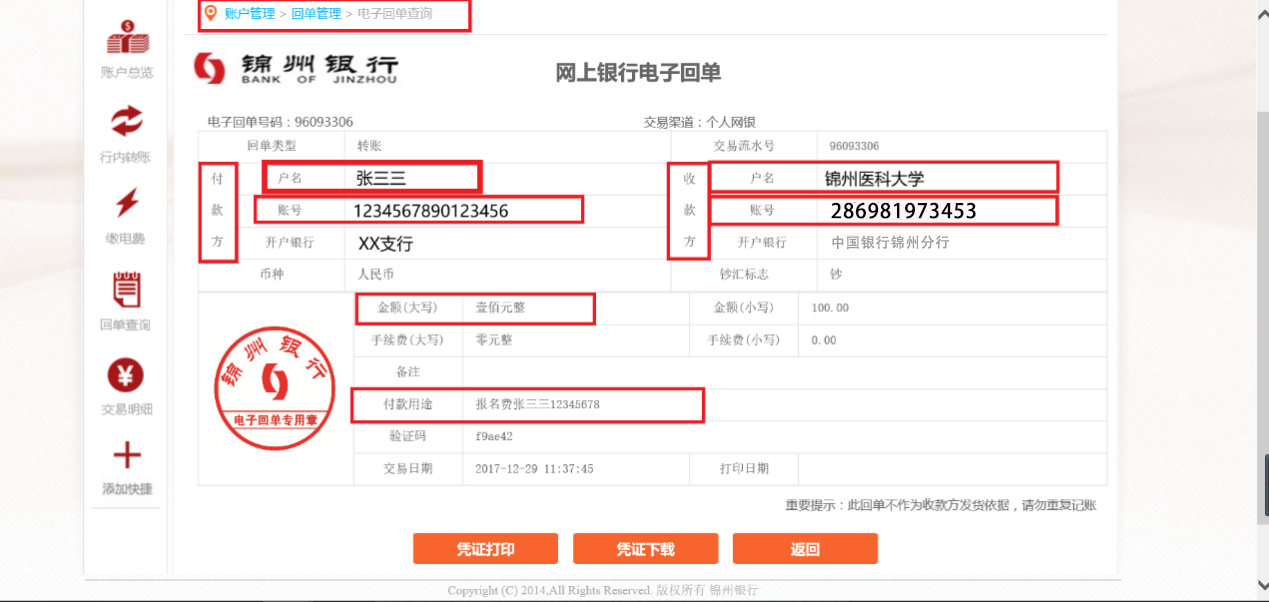 账户管理 > 回单管理 > 电子回单查询
账户总览
行内转账
缴电费
回单查询
交易明细
添加快捷
锦州银行
BANK OF JINZHOU
网上银行电子回单
电子回单号码：96093306 交易渠道：个人网银
回单类型 转账 交易流水号 96093306
付款方 户名 张三三 收款方 户名 锦州医科大学
账号 1234567890123456 账号 286981973453
开户银行 XX支行 开户银行 中国银行锦州分行
币种 人民币 钞汇标志 钞
金额(大写) 壹佰元整 金额(小写) 100.00
手续费(大写) 零元整 手续费(小写) 0.00
备注
付款用途 报名费张三三12345678
验证码 f9ae42
交易日期 2017-12-29 11:37:45 打印日期
锦州银行
电子回单专用章
重要提示：此回单不作为收款方发货依据，请勿重复记账
凭证打印 凭证下载 返回
Copyright (C) 2014,All Rights Reserved. 版权所有 锦州银行